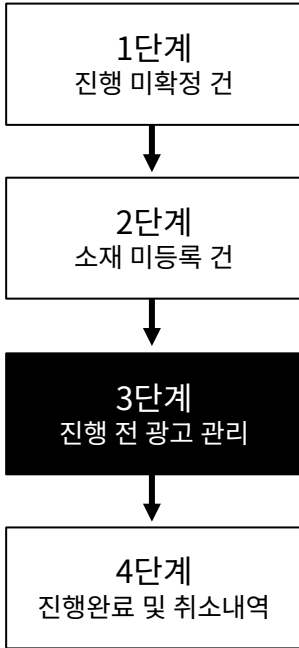 1단계
진행 미확정 건
2단계
소재 미등록 건
3단계
진행 전 광고 관리
4단계
진행완료 및 취소내역